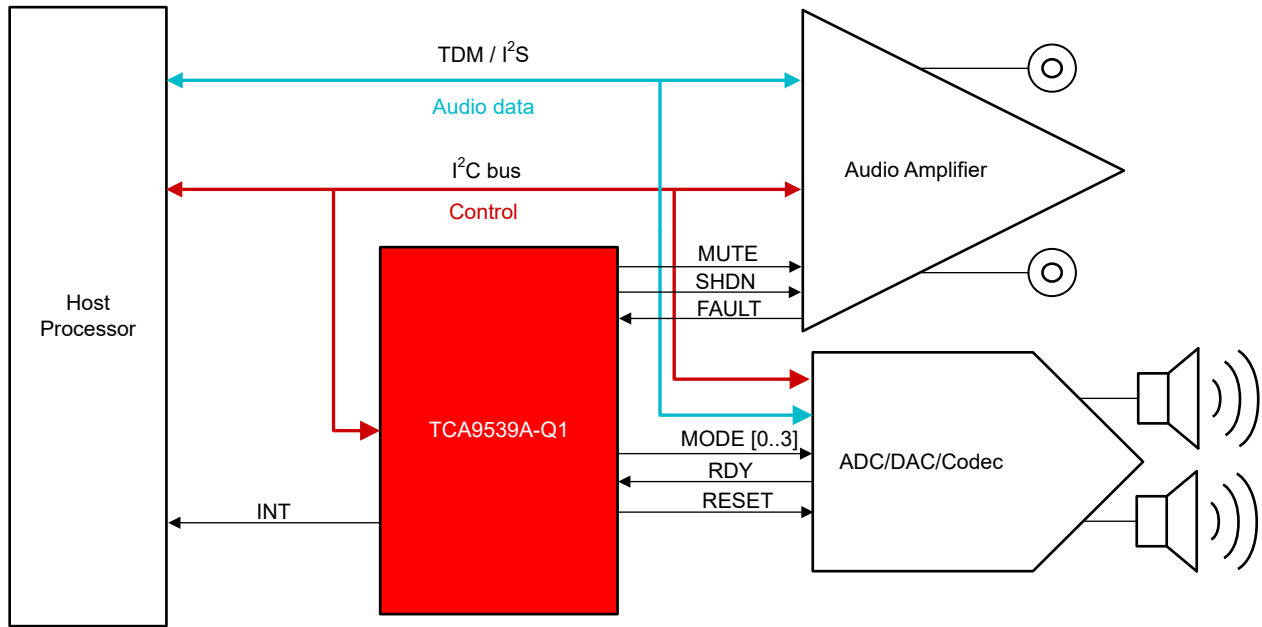 TDM / I²S
Audio data
I²C bus
Control
Audio Amplifier
MUTE
SHDN
FAULT
Host
Processor
TCA9539A-Q1
MODE [0..3]
RDY
RESET
ADC/DAC/Codec
INT